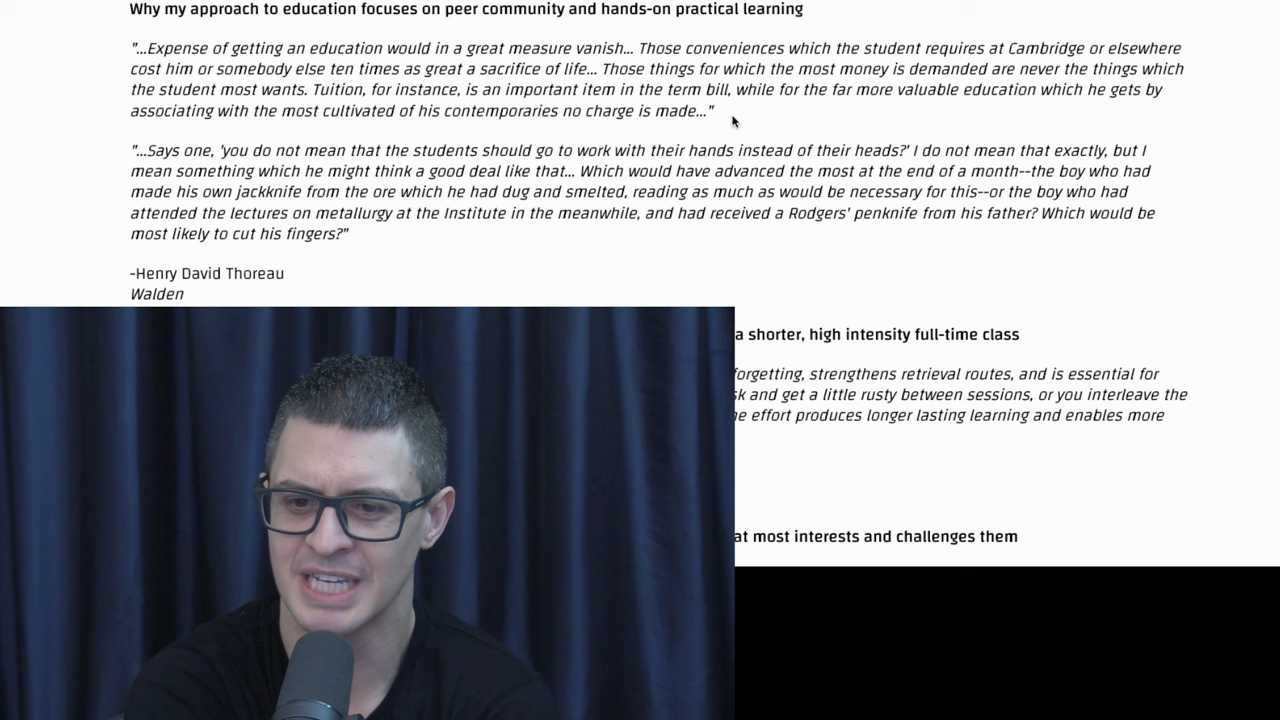 Why my approach to education focuses on peer community and hands-on practical learning
"...Expense of getting an education would in a great measure vanish... Those conveniences which the student requires at Cambridge or elsewhere
cost him or somebody else ten times as great a sacrifice of life... Those things for which the most money is demanded are never the things which
the student most wants. Tuition, for instance, is an important item in the term bill, while for the far more valuable education which he gets by
associating with the most cultivated of his contemporaries no charge is made..."
"...Says one, 'you do not mean that the students should go to work with their hands instead of their heads?' I do not mean that exactly, but I
mean something which he might think a good deal like that... Which would have advanced the most at the end of a month--the boy who had
made his own jackknife from the ore which he had dug and smelted, reading as much as would be necessary for this--or the boy who had
attended the lectures on metallurgy at the Institute in the meanwhile, and had received a Rodgers' penknife from his father? Which would be
most likely to cut his fingers?"
-Henry David Thoreau
Walden
a shorter, high intensity full-time class
forgetting, strengthens retrieval routes, and is essential for
and get a little rusty between sessions, or you interleave the
effort produces longer lasting learning and enables more
most interests and challenges them